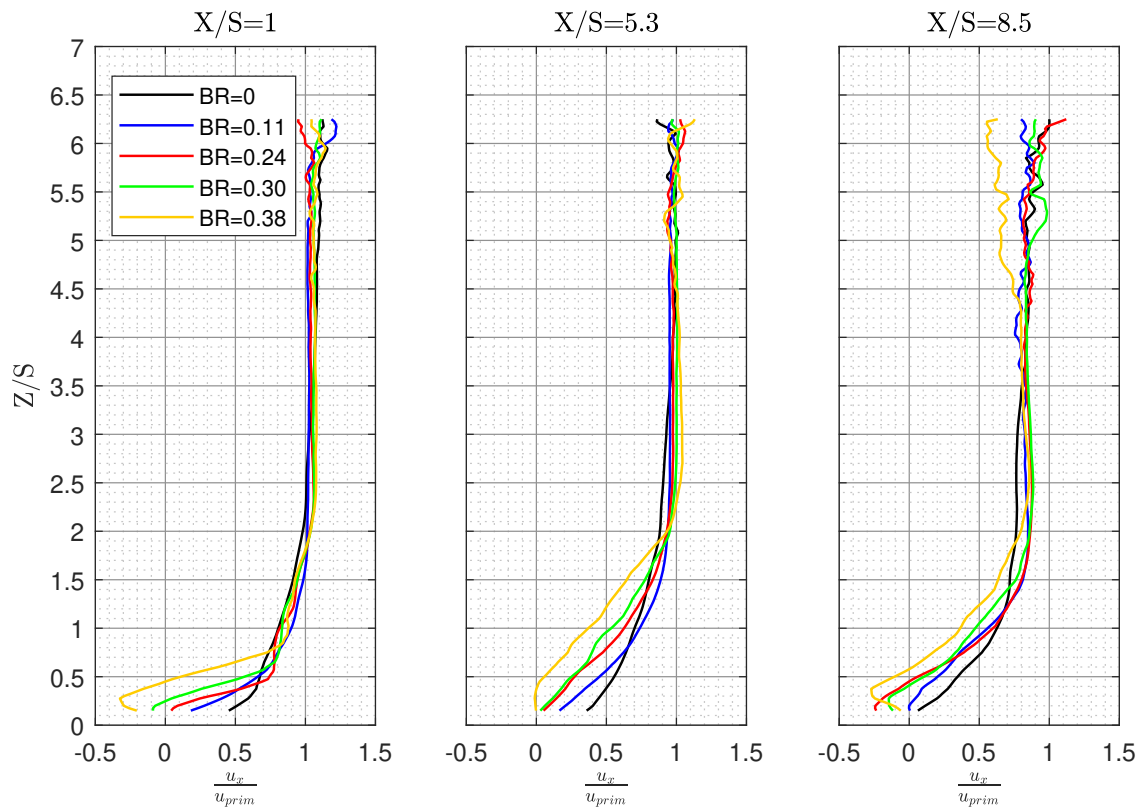 X/S=1
X/S=5.3
X/S=8.5
7
6.5
6
5.5
5
4.5
4
3.5
3
2.5
2
1.5
1
0.5
0
Z/S
BR=0
BR=0.11
BR=0.24
BR=0.30
BR=0.38
-0.5 0 0.5 1 1.5
-0.5 0 0.5 1 1.5
-0.5 0 0.5 1 1.5
u_x
u_prim
u_x
u_prim
u_x
u_prim